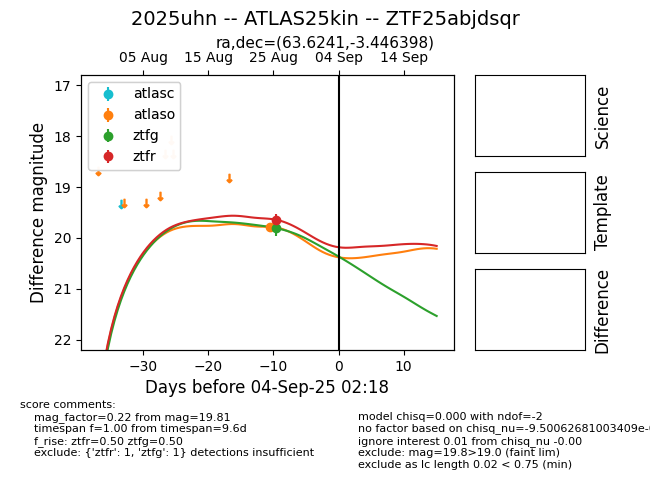 2025uhn -- ATLAS25kin -- ZTF25abjdsqr
ra,dec=(63.6241,-3.446398)
05 Aug 15 Aug 25 Aug 04 Sep 14 Sep
17
18
19
20
21
22
Difference magnitude
atlasc
atlaso
ztfg
ztfr
−30 −20 −10 0 10
Days before 04-Sep-25 02:18
Science
Template
Difference
score comments:
mag_factor=0.22 from mag=19.81
timespan f=1.00 from timespan=9.6d
f_rise: ztfr=0.50 ztfg=0.50
exclude: {'ztfr': 1, 'ztfg': 1} detections insufficient
model chisq=0.000 with ndof=-2
no factor based on chisq_nu=-9.50062681003409e-
ignore interest 0.01 from chisq_nu -0.00
exclude: mag=19.8>19.0 (faint lim)
exclude as lc length 0.02 < 0.75 (min)